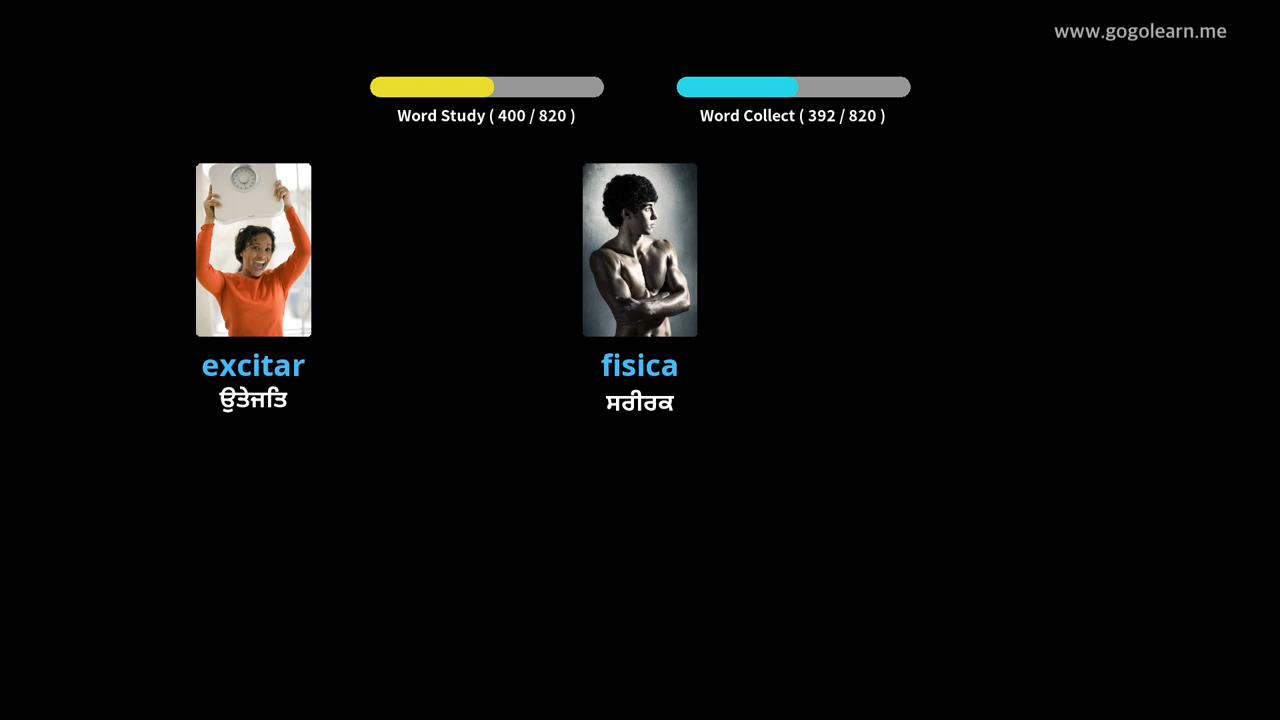 www.gogolearn.me
Word Study ( 400 / 820 )
Word Collect ( 392 / 820 )
excitar
ਉਤੇਜਤਿ
fisica
ਸਰੀਰਕ